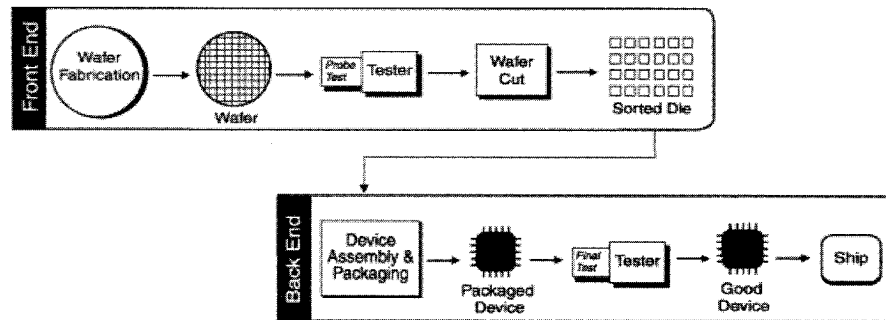 Front End
Wafer
Fabrication
Wafer
Probe
Test
Tester
Wafer
Cut
Sorted Die
Back End
Device
Assembly &
Packaging
Packaged
Device
Final
Test
Tester
Good
Device
Ship